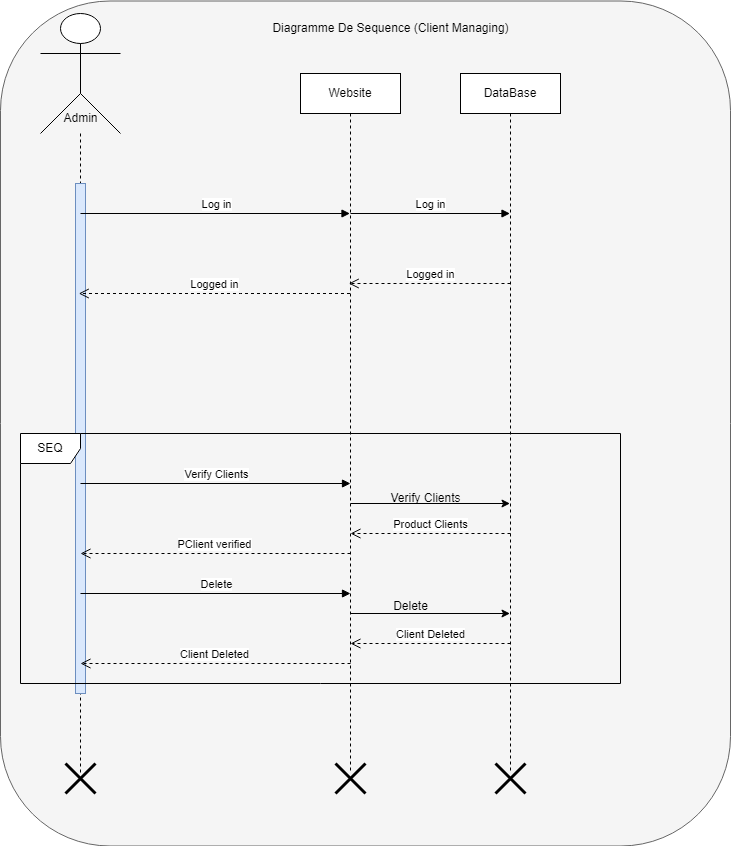 Diagramme De Sequence (Client Managing)
Website
DataBase
Admin
Log in
Log in
Logged in
Logged in
SEQ
Verify Clients
Verify Clients
Product Clients
PClient verified
Delete
Delete
Client Deleted
Client Deleted